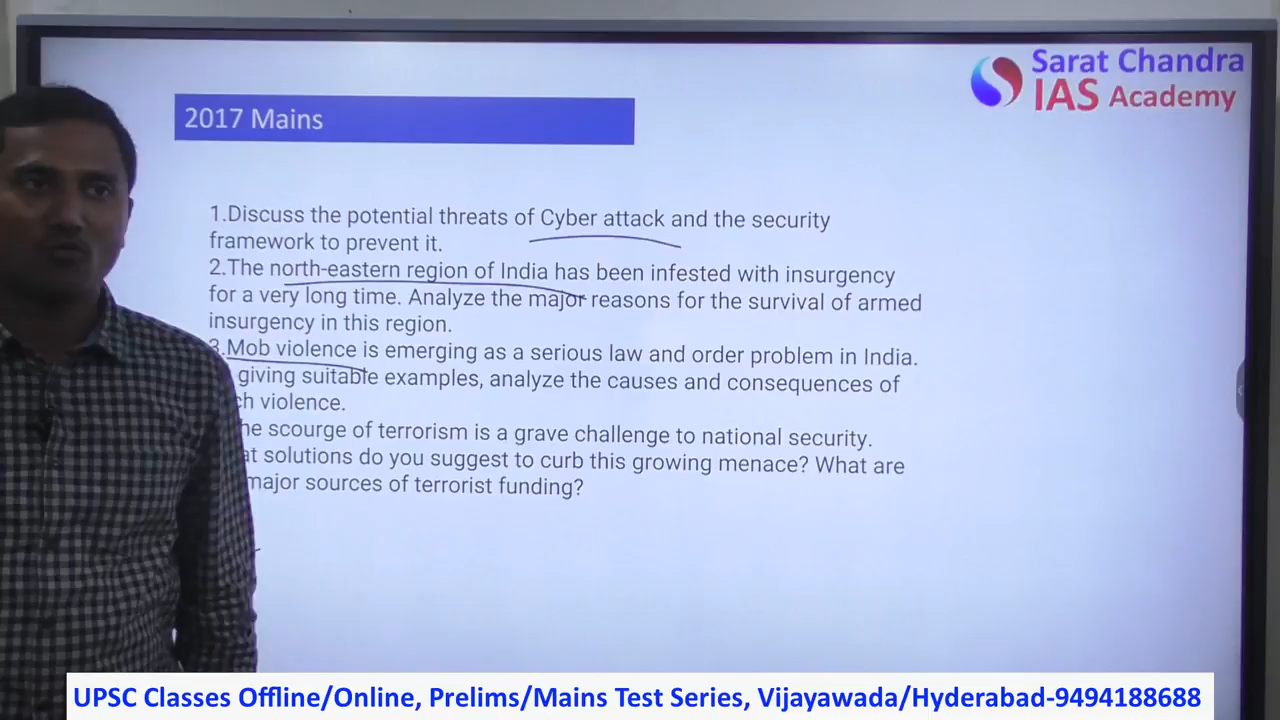 Sarat Chandra
IAS Academy
2017 Mains
1.Discuss the potential threats of Cyber attack and the security
framework to prevent it.
2.The north-eastern region of India has been infested with insurgency
for a very long time. Analyze the major reasons for the survival of armed
insurgency in this region.
3.Mob violence is emerging as a serious law and order problem in India.
giving suitable examples, analyze the causes and consequences of
violence.
scourge of terrorism is a grave challenge to national security.
solutions do you suggest to curb this growing menace? What are
major sources of terrorist funding?
UPSC Classes Offline/Online, Prelims/Mains Test Series, Vijayawada/Hyderabad-9494188688